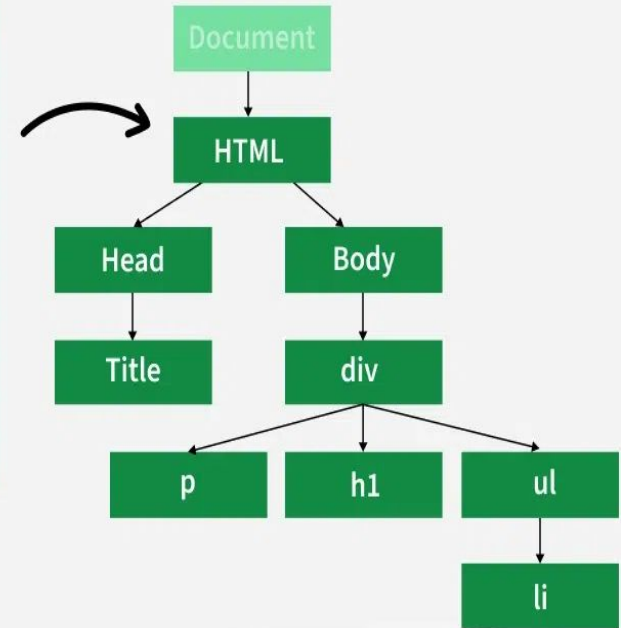 Document
HTML
Head
Body
Title
div
p
h1
ul
li